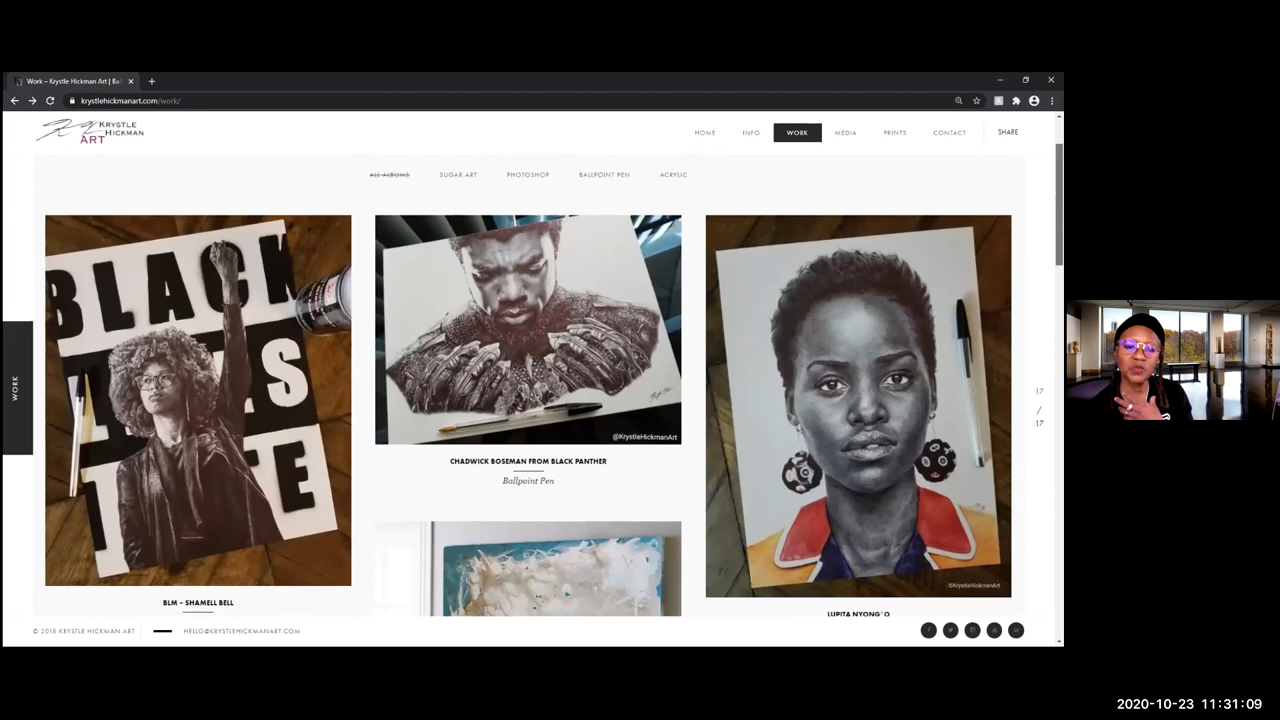 Work – Krystle Hickman Art | Ba
krystlehickmanart.com/work/
KRYSTLE
HICKMAN
ART
HOME
INFO
WORK
MEDIA
PRINTS
CONTACT
SHARE
ALL ALBUMS
SUGAR ART
PHOTOSHOP
BALLPOINT PEN
ACRYLIC
WORK
BLACK
@KrystleHickmanArt
CHADWICK BOSEMAN FROM BLACK PANTHER
Ballpoint Pen
©KrystleHickmanArt
17
/
17
BLM – SHAMELL BELL
LUPITA NYONG'O
© 2018 KRYSTLE HICKMAN ART
HELLO@KRYSTLEHICKMANART.COM
2020-10-23 11:31:09